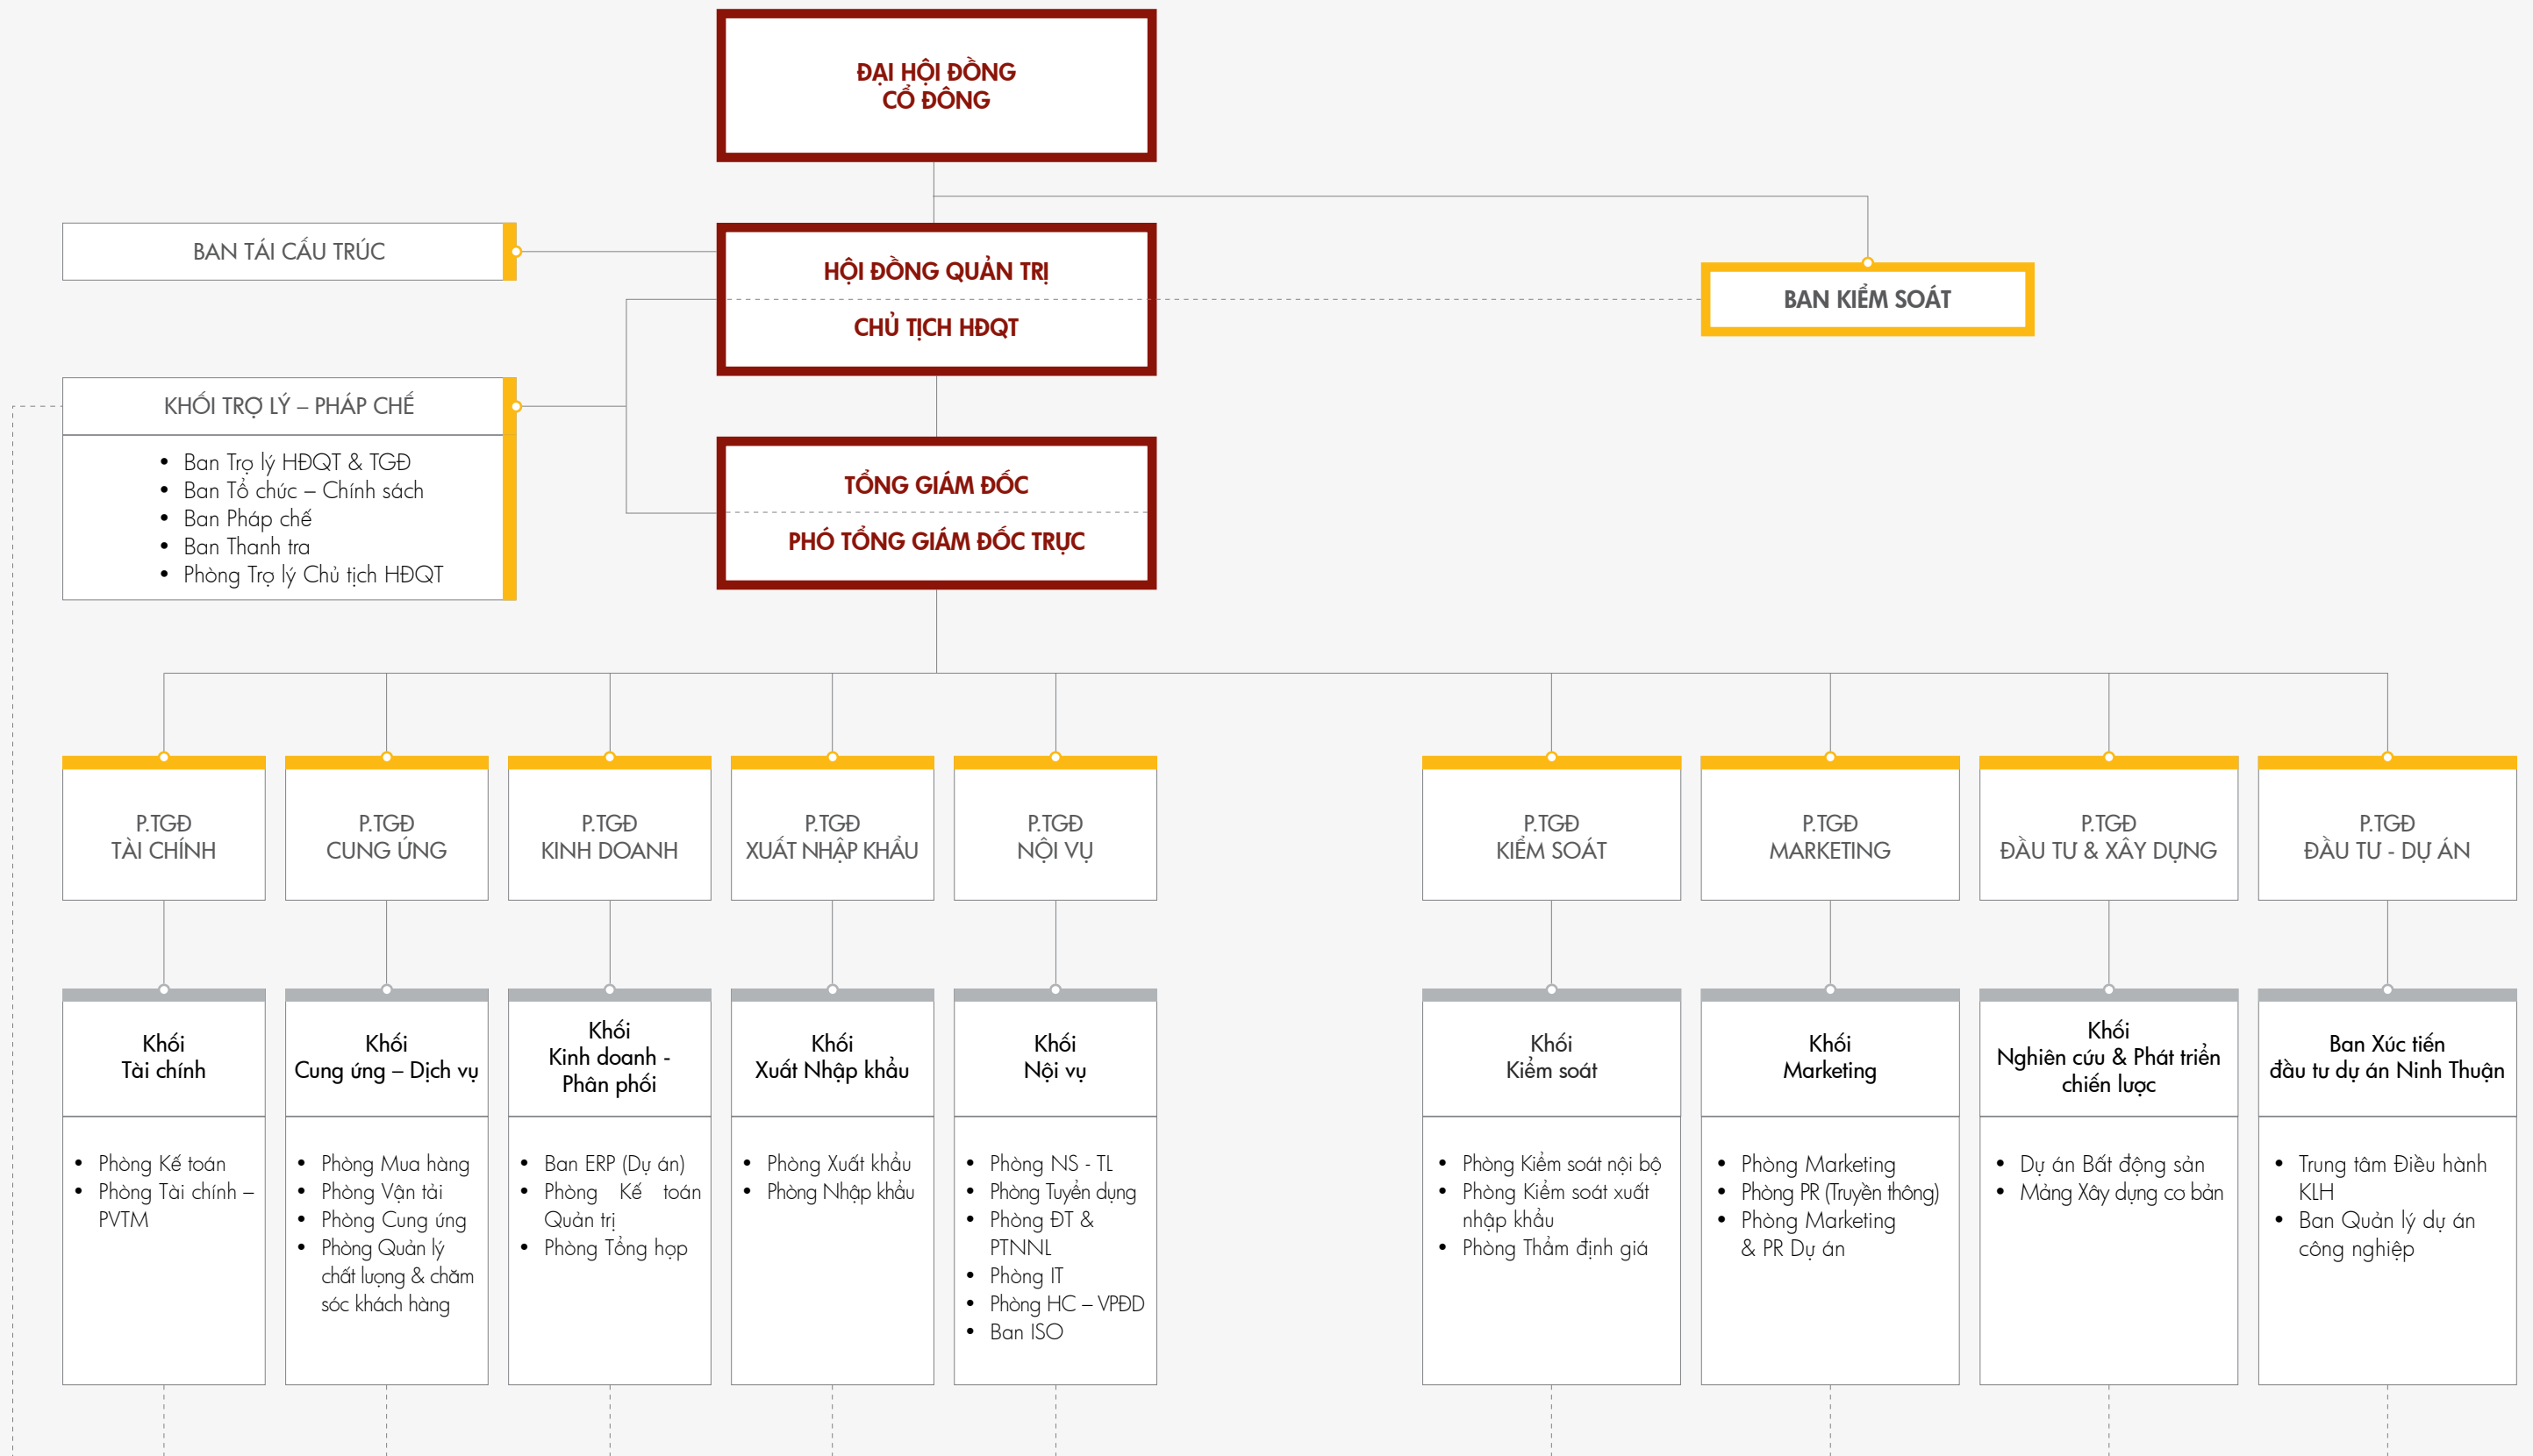 ĐẠI HỘI ĐỒNG
CỔ ĐÔNG
BAN TÁI CẤU TRÚC
HỘI ĐỒNG QUẢN TRỊ
CHỦ TỊCH HĐQT
BAN KIỂM SOÁT
KHỐI TRỢ LÝ – PHÁP CHẾ
• Ban Trợ lý HĐQT & TGĐ
• Ban Tổ chức – Chính sách
• Ban Pháp chế
• Ban Thanh tra
• Phòng Trợ lý Chủ tịch HĐQT
TỔNG GIÁM ĐỐC
PHÓ TỔNG GIÁM ĐỐC TRỰC
P.TGĐ
TÀI CHÍNH
P.TGĐ
CUNG ỨNG
P.TGĐ
KINH DOANH
P.TGĐ
XUẤT NHẬP KHẨU
P.TGĐ
NỘI VỤ
P.TGĐ
KIỂM SOÁT
P.TGĐ
MARKETING
P.TGĐ
ĐẦU TƯ & XÂY DỰNG
P.TGĐ
ĐẦU TƯ - DỰ ÁN
Khối
Tài chính
• Phòng Kế toán
• Phòng Tài chính –
PVTM
Khối
Cung ứng – Dịch vụ
• Phòng Mua hàng
• Phòng Vận tải
• Phòng Cung ứng
• Phòng Quản lý
chất lượng & chăm
sóc khách hàng
Khối
Kinh doanh -
Phân phối
• Ban ERP (Dự án)
• Phòng Kế toán
Quản trị
• Phòng Tổng hợp
Khối
Xuất Nhập khẩu
• Phòng Xuất khẩu
• Phòng Nhập khẩu
Khối
Nội vụ
• Phòng NS - TL
• Phòng Tuyển dụng
• Phòng ĐT &
PTNNL
• Phòng IT
• Phòng HC – VPĐD
• Ban ISO
Khối
Kiểm soát
• Phòng Kiểm soát nội bộ
• Phòng Kiểm soát xuất
nhập khẩu
• Phòng Thẩm định giá
Khối
Marketing
• Phòng Marketing
• Phòng PR (Truyền thông)
• Phòng Marketing
& PR Dự án
Khối
Nghiên cứu & Phát triển
chiến lược
• Dự án Bất động sản
• Mảng Xây dựng cơ bản
Ban Xúc tiến
đầu tư dự án Ninh Thuận
• Trung tâm Điều hành
KLH
• Ban Quản lý dự án
công nghiệp